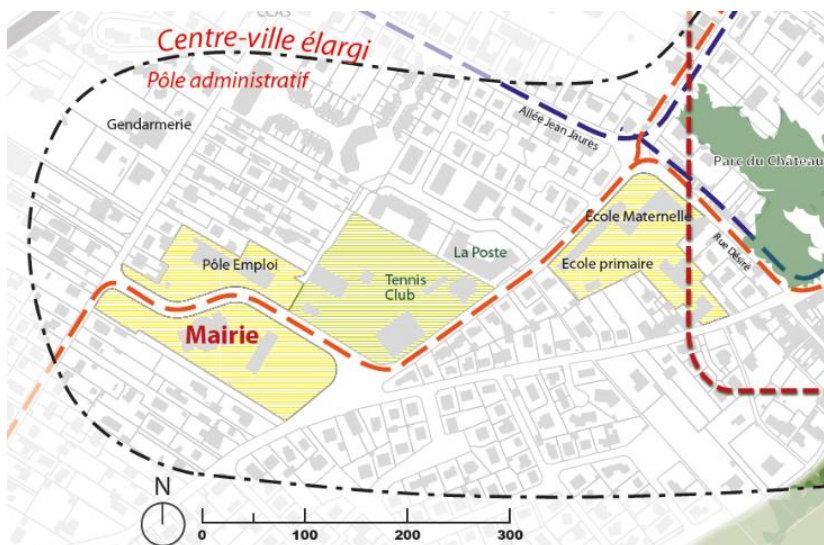 CCAS
Centre-ville élargi
Pôle administratif
Gendarmerie
Allée Jean Jaures
Parc du Château
Ecole Maternelle
Rue Désiré
La Poste
Pôle Emploi
Ecole primaire
Tennis
Club
Mairie
N
0 100 200 300